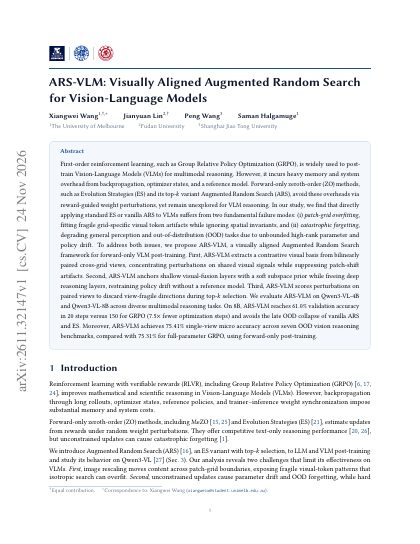 ARS-VLM: Visually Aligned Augmented Random Search
for Vision-Language Models
Xiangwei Wang Jianyuan Lin Peng Wang Saman Halgamuge
The University of Melbourne Fudan University Shanghai Jiao Tong University
arXiv:2611.32147v1 [cs.CV] 24 Nov 2026
Abstract
First-order reinforcement learning, such as Group Relative Policy Optimization (GRPO), is widely used to post-
train Vision-Language Models (VLMs) for multimodal reasoning. However, it incurs heavy memory and system
overhead from backpropagation, optimizer states, and a reference model. Forward-only zeroth-order (ZO) methods,
such as Evolution Strategies (ES) and its top-k variant Augmented Random Search (ARS), avoid these overheads via
reward-guided weight perturbations, yet remain unexplored for VLM reasoning. In our study, we find that directly
applying standard ES or vanilla ARS to VLMs suffers from two fundamental failure modes: (i) patch-grid overfitting,
fitting fragile grid-specific visual token artifacts while ignoring spatial invariants, and (ii) catastrophic forgetting,
degrading general perception and out-of-distribution (OOD) tasks due to unbounded high-rank parameter and
policy drift. To address both issues, we propose ARS-VLM, a visually aligned Augmented Random Search
framework for forward-only VLM post-training. First, ARS-VLM extracts a contrastive visual basis from bilinearly
paired cross-grid views, concentrating perturbations on shared visual signals while suppressing patch-grid
artifacts. Second, ARS-VLM anchors shallow visual-fusion layers with a soft subspace prior while freezing deep
reasoning layers, restraining policy drift without a reference model. Third, ARS-VLM scores perturbations on
paired views to discard view-fragile directions during top-k selection. We evaluate ARS-VLM on Qwen3-VL-4B
and Qwen3-VL-8B across diverse multimodal reasoning tasks. On 8B, ARS-VLM reaches 61.0% validation accuracy
in 20 steps versus 150 for GRPO (7.5× fewer optimization steps) and avoids the late OOD collapse of vanilla ARS
and ES. Moreover, ARS-VLM achieves 75.41% single-view micro accuracy across seven OOD vision reasoning
benchmarks, compared with 75.31% for full-parameter GRPO, using forward-only post-training.
1 Introduction
Reinforcement learning with verifiable rewards (RLVR), including Group Relative Policy Optimization (GRPO) [6, 17,
24], improves mathematical and scientific reasoning in Vision-Language Models (VLMs). However, backpropagation
through long rollouts, optimizer states, reference policies, and trainer–inference weight synchronization impose
substantial memory and system costs.
Forward-only zeroth-order (ZO) methods, including MeZO [15, 25] and Evolution Strategies (ES) [21], estimate updates
from rewards under random weight perturbations. They offer competitive text-only reasoning performance [20, 26],
but unconstrained updates can cause catastrophic forgetting [1].
We introduce Augmented Random Search (ARS) [16], an ES variant with top-k selection, to LLM and VLM post-training
and study its behavior on Qwen3-VL [27] (Sec. 3). Our analysis reveals two challenges that limit its effectiveness on
VLMs. First, image rescaling moves content across patch-grid boundaries, exposing fragile visual-token patterns that
isotropic search can overfit. Second, unconstrained updates cause parameter drift and OOD forgetting, while hard
Equal contribution. Correspondence to: Xiangwei Wang